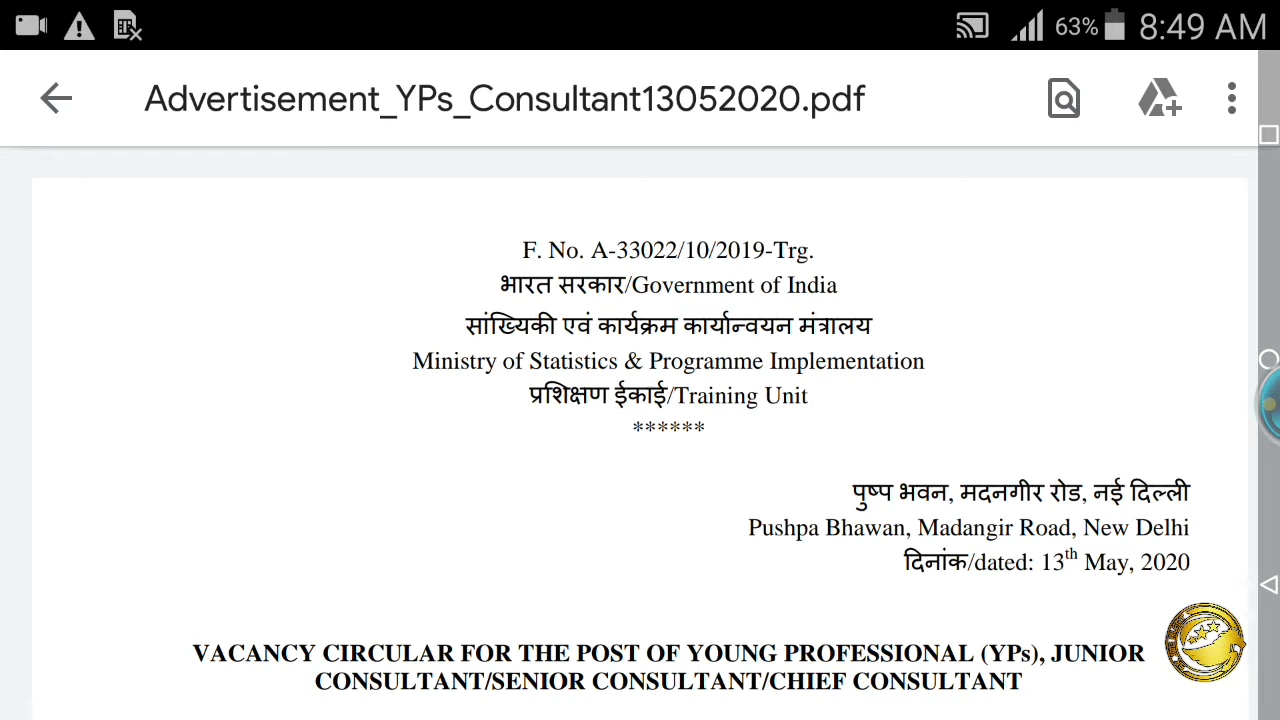 63% 8:49 AM
Advertisement_YPs_Consultant13052020.pdf
F. No. A-33022/10/2019-Trg.
भारत सरकार/Government of India
सांख्यिकी एवं कार्यक्रम कार्यान्वयन मंत्रालय
Ministry of Statistics & Programme Implementation
प्रशिक्षण ईकाई/Training Unit
******
पुष्प भवन, मदनगीर रोड, नई दिल्ली
Pushpa Bhawan, Madangir Road, New Delhi
दिनांक/dated: 13th May, 2020
VACANCY CIRCULAR FOR THE POST OF YOUNG PROFESSIONAL (YPs), JUNIOR
CONSULTANT/SENIOR CONSULTANT/CHIEF CONSULTANT